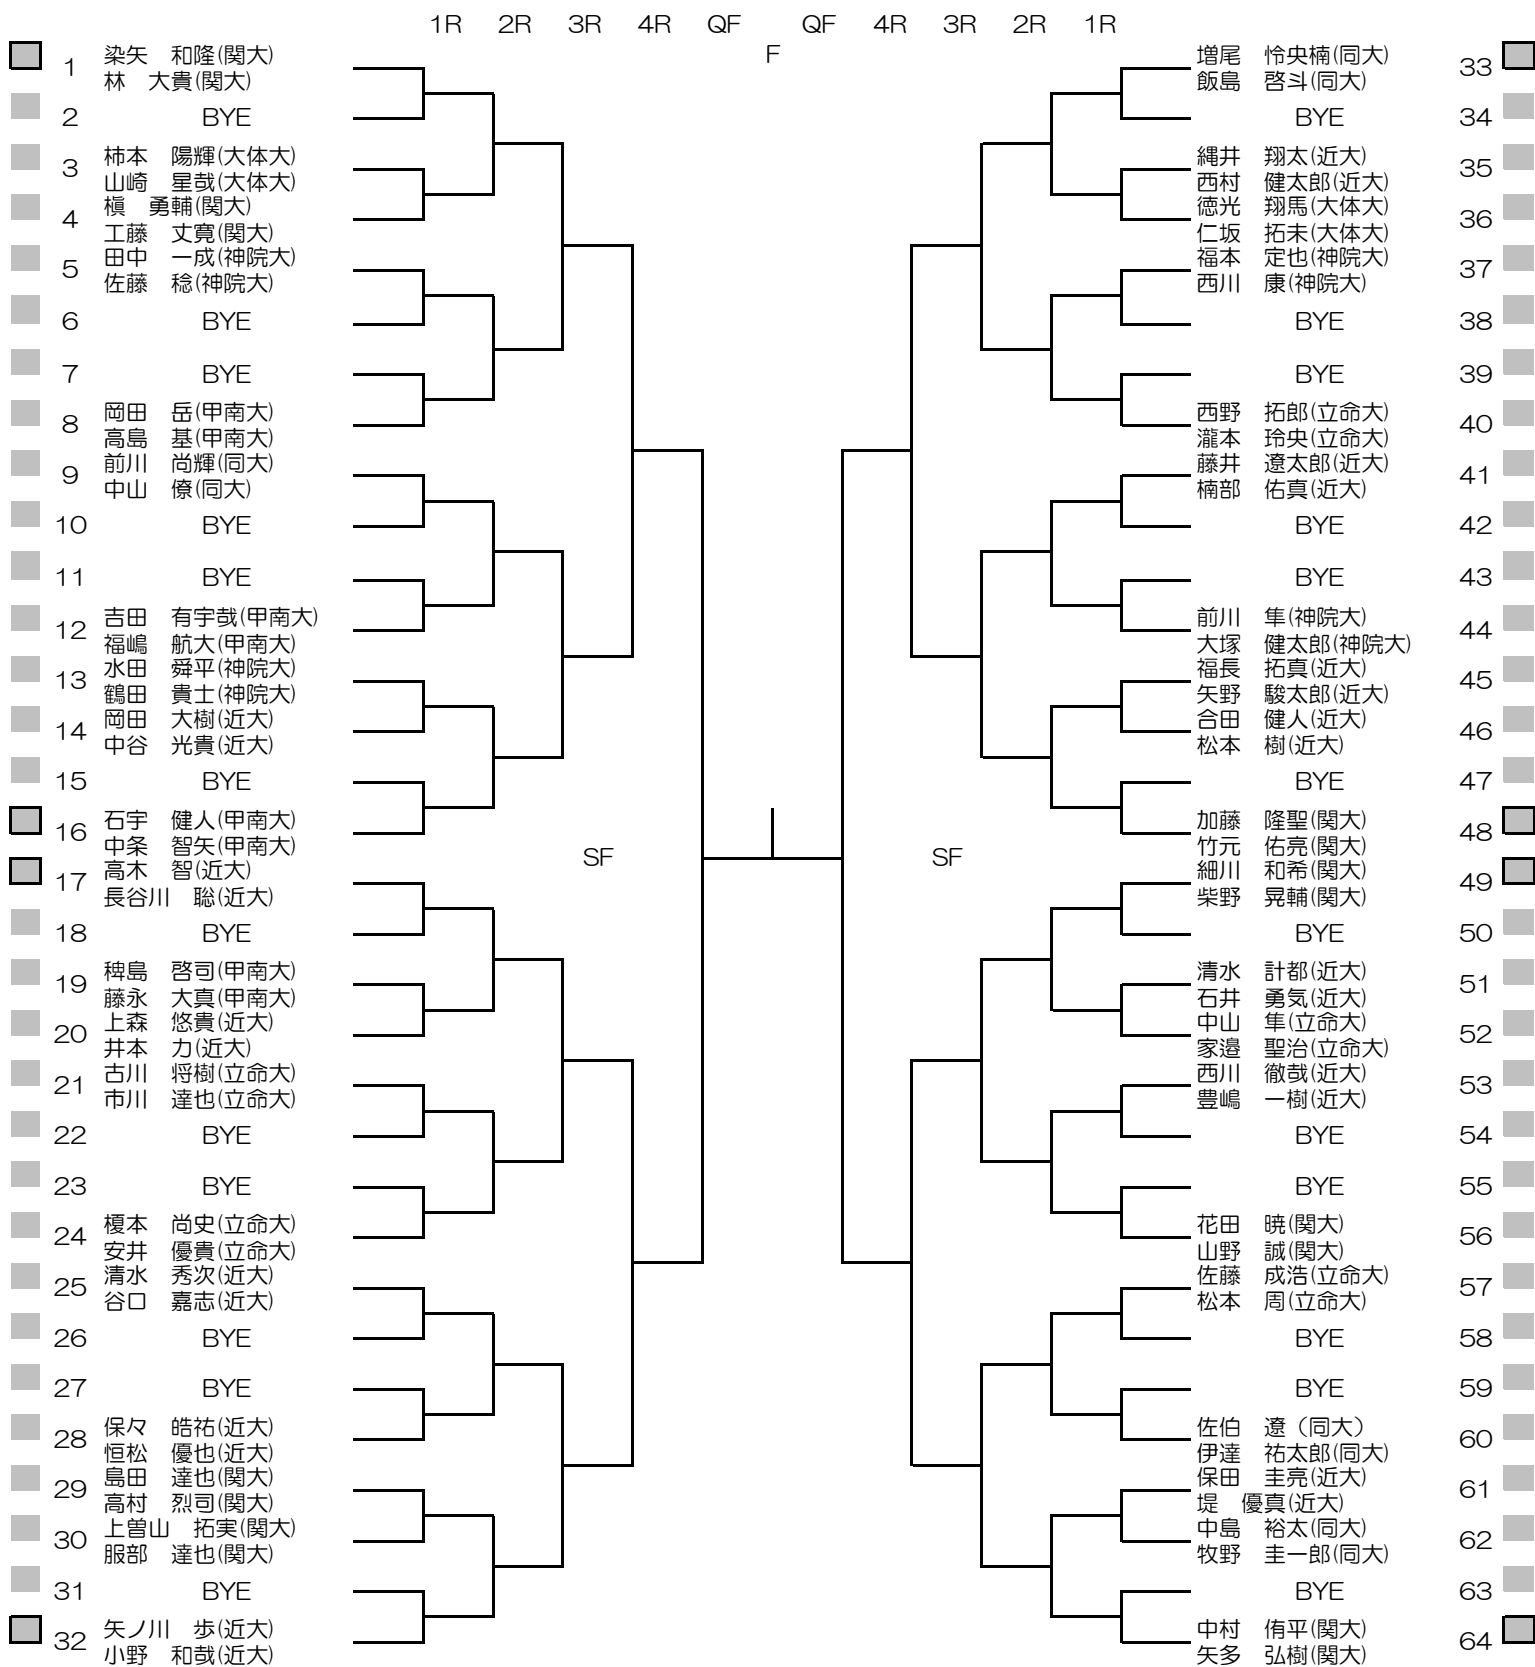 1R 2R 3R 4R QF QF 4R 3R 2R 1R
F
1 染矢 和隆(関大)
林 大貴(関大)
2 BYE
3 柿本 陽輝(大体大)
山崎 星哉(大体大)
4 槇 勇輔(関大)
工藤 丈寛(関大)
5 田中 一成(神院大)
佐藤 稔(神院大)
6 BYE
7 BYE
8 岡田 岳(甲南大)
高島 基(甲南大)
9 前川 尚輝(同大)
中山 僚(同大)
10 BYE
11 BYE
12 吉田 有宇哉(甲南大)
福嶋 航大(甲南大)
13 水田 舜平(神院大)
鶴田 貴士(神院大)
14 岡田 大樹(近大)
中谷 光貴(近大)
15 BYE
16 石宇 健人(甲南大)
中条 智矢(甲南大)
SF
17 高木 智(近大)
長谷川 聡(近大)
18 BYE
19 稗島 啓司(甲南大)
藤永 大真(甲南大)
20 上森 悠貴(近大)
井本 力(近大)
21 古川 将樹(立命大)
市川 達也(立命大)
22 BYE
23 BYE
24 榎本 尚史(立命大)
安井 優貴(立命大)
25 清水 秀次(近大)
谷口 嘉志(近大)
26 BYE
27 BYE
28 保々 皓祐(近大)
恒松 優也(近大)
29 島田 達也(関大)
高村 烈司(関大)
30 上曽山 拓実(関大)
服部 達也(関大)
31 BYE
32 矢ノ川 歩(近大)
小野 和哉(近大)
増尾 怜央楠(同大) 33
飯島 啓斗(同大)
BYE 34
縄井 翔太(近大) 35
西村 健太郎(近大)
徳光 翔馬(大体大) 36
仁坂 拓未(大体大)
福本 定也(神院大) 37
西川 康(神院大)
BYE 38
BYE 39
西野 拓郎(立命大) 40
瀧本 玲央(立命大)
藤井 遼太郎(近大) 41
楠部 佑真(近大)
BYE 42
BYE 43
前川 隼(神院大) 44
大塚 健太郎(神院大)
福長 拓真(近大) 45
矢野 駿太郎(近大)
合田 健人(近大) 46
松本 樹(近大)
BYE 47
加藤 隆聖(関大) 48
竹元 佑亮(関大)
SF
細川 和希(関大) 49
柴野 晃輔(関大)
BYE 50
清水 計都(近大) 51
石井 勇気(近大)
中山 隼(立命大) 52
家邉 聖治(立命大)
西川 徹哉(近大) 53
豊嶋 一樹(近大)
BYE 54
BYE 55
花田 暁(関大) 56
山野 誠(関大)
佐藤 成浩(立命大) 57
松本 周(立命大)
BYE 58
BYE 59
佐伯 遼（同大） 60
伊達 祐太郎(同大)
保田 圭亮(近大) 61
堤 優真(近大)
中島 裕太(同大) 62
牧野 圭一郎(同大)
BYE 63
中村 侑平(関大) 64
矢多 弘樹(関大)